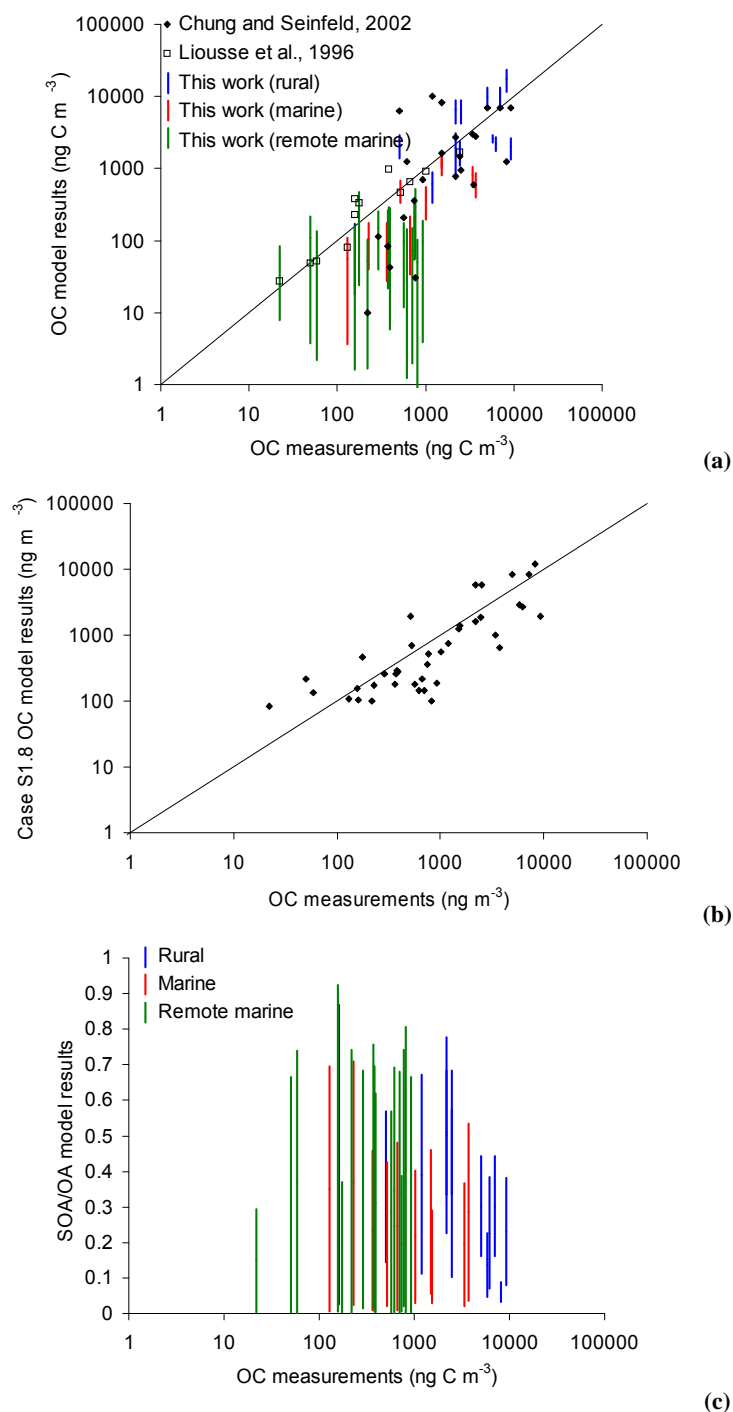 100000
Chung and Seinfeld, 2002
Liousse et al., 1996
This work (rural)
This work (marine)
This work (remote marine)
10000
1000
100
10
1
OC model results (ng C m-3)
1 10 100 1000 10000 100000
OC measurements (ng C m-3)
(a)
100000
10000
1000
100
10
1
Case S1.8 OC model results (ng m-3)
1 10 100 1000 10000 100000
OC measurements (ng m-3)
(b)
Rural
Marine
Remote marine
1
0.9
0.8
0.7
0.6
0.5
0.4
0.3
0.2
0.1
0
SOA/OA model results
1 10 100 1000 10000 100000
OC measurements (ng C m-3)
(c)